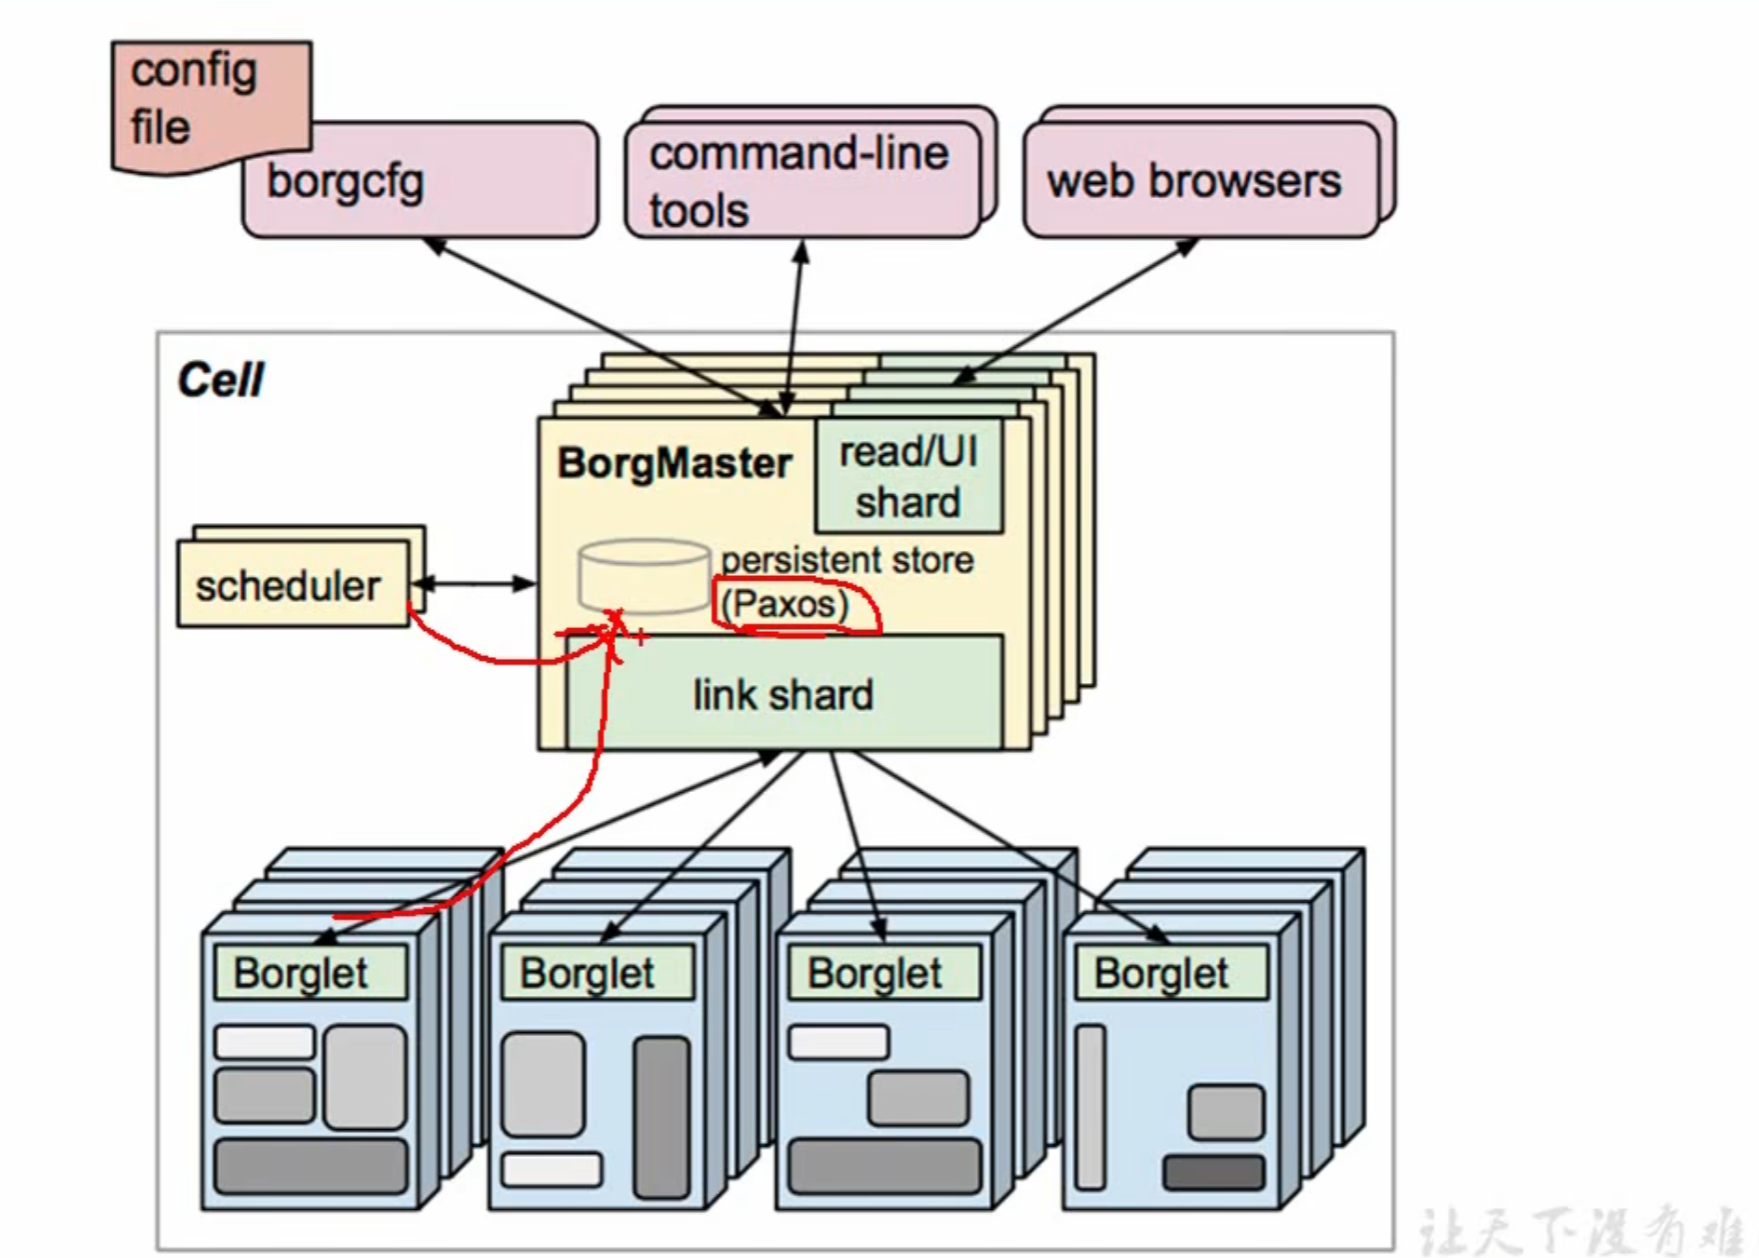 config
file
borgcfg
command-line
tools
web browsers
Cell
BorgMaster
read/UI
shard
scheduler
persistent store
(Paxos)
link shard
Borglet
Borglet
Borglet
Borglet
让天下没有难